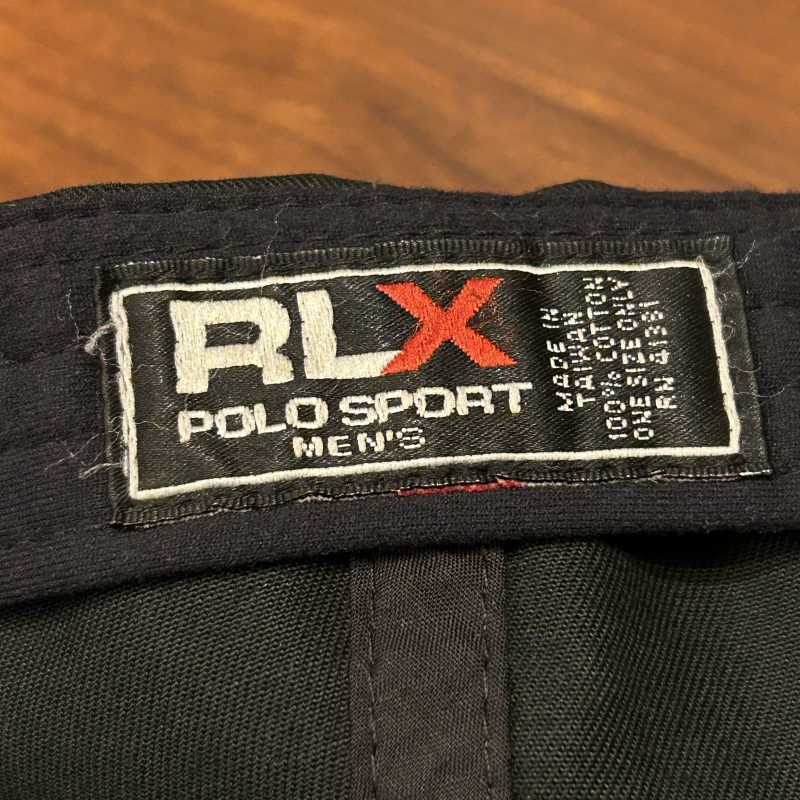 RLX
POLO SPORT
MEN'S
MADE IN
TAIWAN
100% COTTON
ONE SIZE ONLY
RN 41381